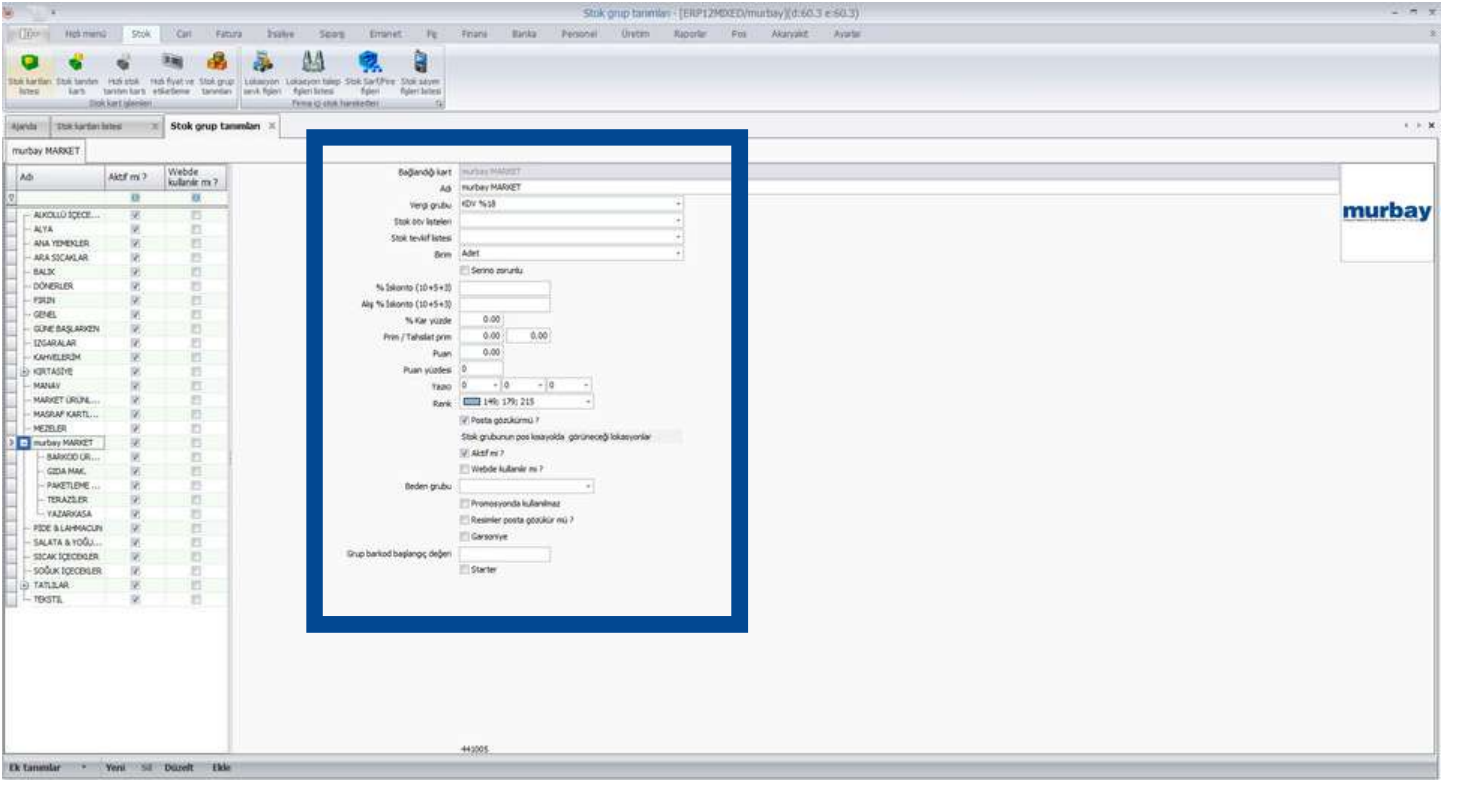 Stok grup tanımları - [ERP12MIXED/murbay](d:60.3 e:60.3)
Hızlı menü Stok Cari Fatura İrsaliye Sipariş Emanet Fiş Finans Banka Personel Üretim Raporlar Pos Akaryakıt Ayarlar
Stok kartları listesi
Stok tanıtım kartı
Hızlı stok tanıtım kartı
Hızlı fiyat ve etiketleme
Stok grup tanımları
Lokasyon sevk fişleri
Lokasyon talep fişleri listesi
Stok Sarf/Fire fişleri
Stok sayım fişleri listesi
Stok kart işlemleri
Firma içi stok hareketleri
Ajanda Stok kartları listesi Stok grup tanımları
murbay MARKET
Adı Aktif mi ? Webde kullanılır mı ?
ALKOLLÜ İÇECE...
ALYA
ANA YEMEKLER
ARA SICAKLAR
BALIK
DÖNERLER
FIRIN
GENEL
GÜNE BAŞLARKEN
IZGARALAR
KAHVELERİM
KIRTASİYE
MANAV
MARKET ÜRÜNL...
MASRAF KARTL...
MEZELER
murbay MARKET
BARKOD ÜR...
GIDA MAK.
PAKETLEME ...
TERAZİLER
YAZARKASA
PİDE & LAHMACUN
SALATA & YOĞU...
SICAK İÇECEKLER
SOĞUK İÇECEKLER
TATLILAR
TEKSTİL
Bağlandığı kart murbay MARKET
Adı murbay MARKET
Vergi grubu KDV %18
Stok ötv listeleri
Stok tevkif listesi
Birim Adet
Serino zorunlu
% İskonto (10+5+3)
Alış % İskonto (10+5+3)
% Kar yüzde 0.00
Prim / Tahsilat prim 0.00 0.00
Puan 0.00
Puan yüzdesi 0
Yazıcı 0 0 0
Renk 149; 179; 215
Posta gözükürmü ?
Stok grubunun pos kısayolda görüneceği lokasyonlar
Aktif mi ?
Webde kullanılır mı ?
Beden grubu
Promosyonda kullanılmaz
Resimler posta gözükür mü ?
Garsoniye
Grup barkod başlangıç değeri
Starter
441005
murbay
Ek tanımlar Yeni Sil Düzelt Ekle